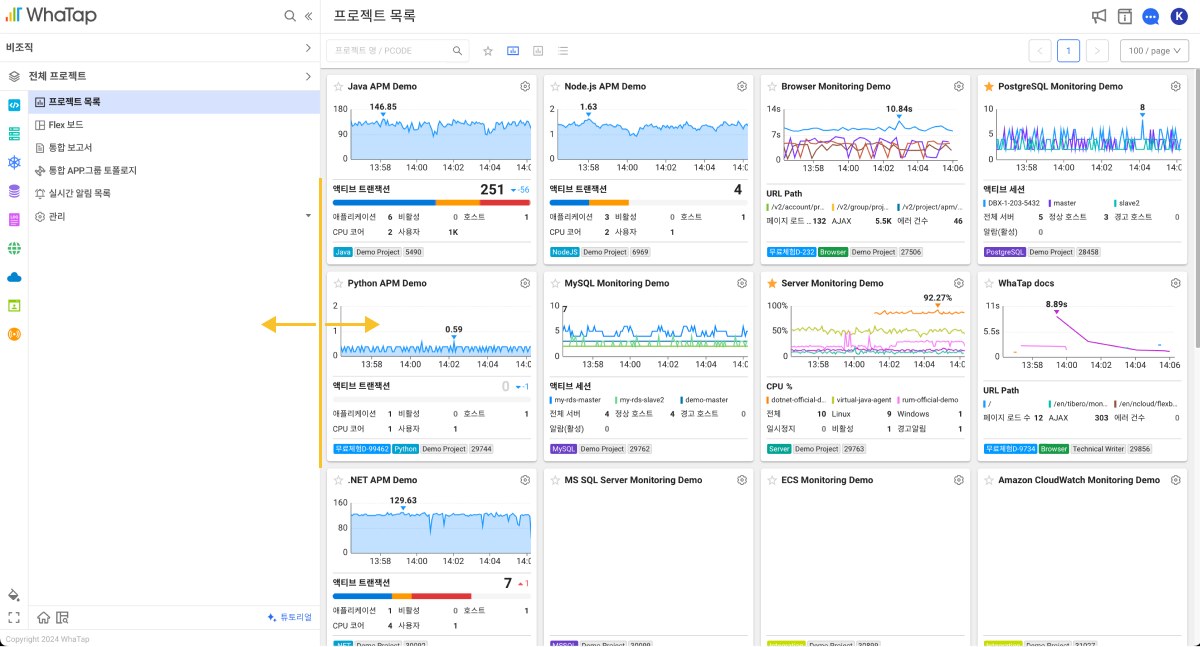 WhaTap
프로젝트 목록
K
비조직
전체 프로젝트
프로젝트 목록
Flex 보드
통합 보고서
통합 APP.그룹 토폴로지
실시간 알림 목록
관리
튜토리얼
Copyright 2024 WhaTap
프로젝트 명 / PCODE
1
100 / page
Java APM Demo
146.85
180
90
0
13:58 14:00 14:02 14:04 14:0
액티브 트랜잭션 251 -56
애플리케이션 6 비활성 0 호스트 1
CPU 코어 2 사용자 1K
Java Demo Project 5490
Node.js APM Demo
1.63
2
1
0
13:58 14:00 14:02 14:04 14:06
액티브 트랜잭션 4
애플리케이션 3 비활성 0 호스트 1
CPU 코어 2 사용자 1
NodeJS Demo Project 6969
Browser Monitoring Demo
10.84s
14s
7s
0
13:58 14:00 14:02 14:04 14:06
URL Path
/v2/account/pr... /v2/group/proj... /v2/project/apm/...
페이지 로드 ... 132 AJAX 5.5K 에러 건수 46
무료체험D-232 Browser Demo Project 27506
PostgreSQL Monitoring Demo
8
10
5
0
13:58 14:00 14:02 14:04 14:0
액티브 세션
DBX-1-203-5432 master slave2
전체 서버 5 정상 호스트 3 경고 호스트 0
알람(활성) 0
PostgreSQL Demo Project 28458
Python APM Demo
0.59
2
1
0
13:58 14:00 14:02 14:04 14:0
액티브 트랜잭션 0 -1
애플리케이션 1 비활성 0 호스트 1
CPU 코어 1 사용자 1
무료체험D-99462 Python Demo Project 29744
MySQL Monitoring Demo
7
10
5
0
13:58 14:00 14:02 14:04 14:0
액티브 세션
my-rds-master my-rds-slave2 demo-master
전체 서버 4 정상 호스트 4 경고 호스트 0
알람(활성) 0
MySQL Demo Project 29762
Server Monitoring Demo
92.27%
100%
50%
0
13:58 14:00 14:02 14:04 14:06
CPU %
dotnet-official-d... virtual-java-agent rum-official-demo
전체 10 Linux 9 Windows 1
일시정지 0 비활성 1 경고알림 1
Server Demo Project 29763
WhaTap docs
8.89s
11s
5.5s
0
13:58 14:00 14:02 14:04 14:06
URL Path
/ /en/tibero/mon... /en/ncloud/flexb...
페이지 로드 수 12 AJAX 303 에러 건수 0
무료체험D-9734 Browser Technical Writer 29856
.NET APM Demo
129.63
160
80
0
13:58 14:00 14:02 14:04 14:0
액티브 트랜잭션 7 1
애플리케이션 1 비활성 0 호스트 1
CPU 코어 4 사용자 1
MS SQL Server Monitoring Demo
ECS Monitoring Demo
Amazon CloudWatch Monitoring Demo